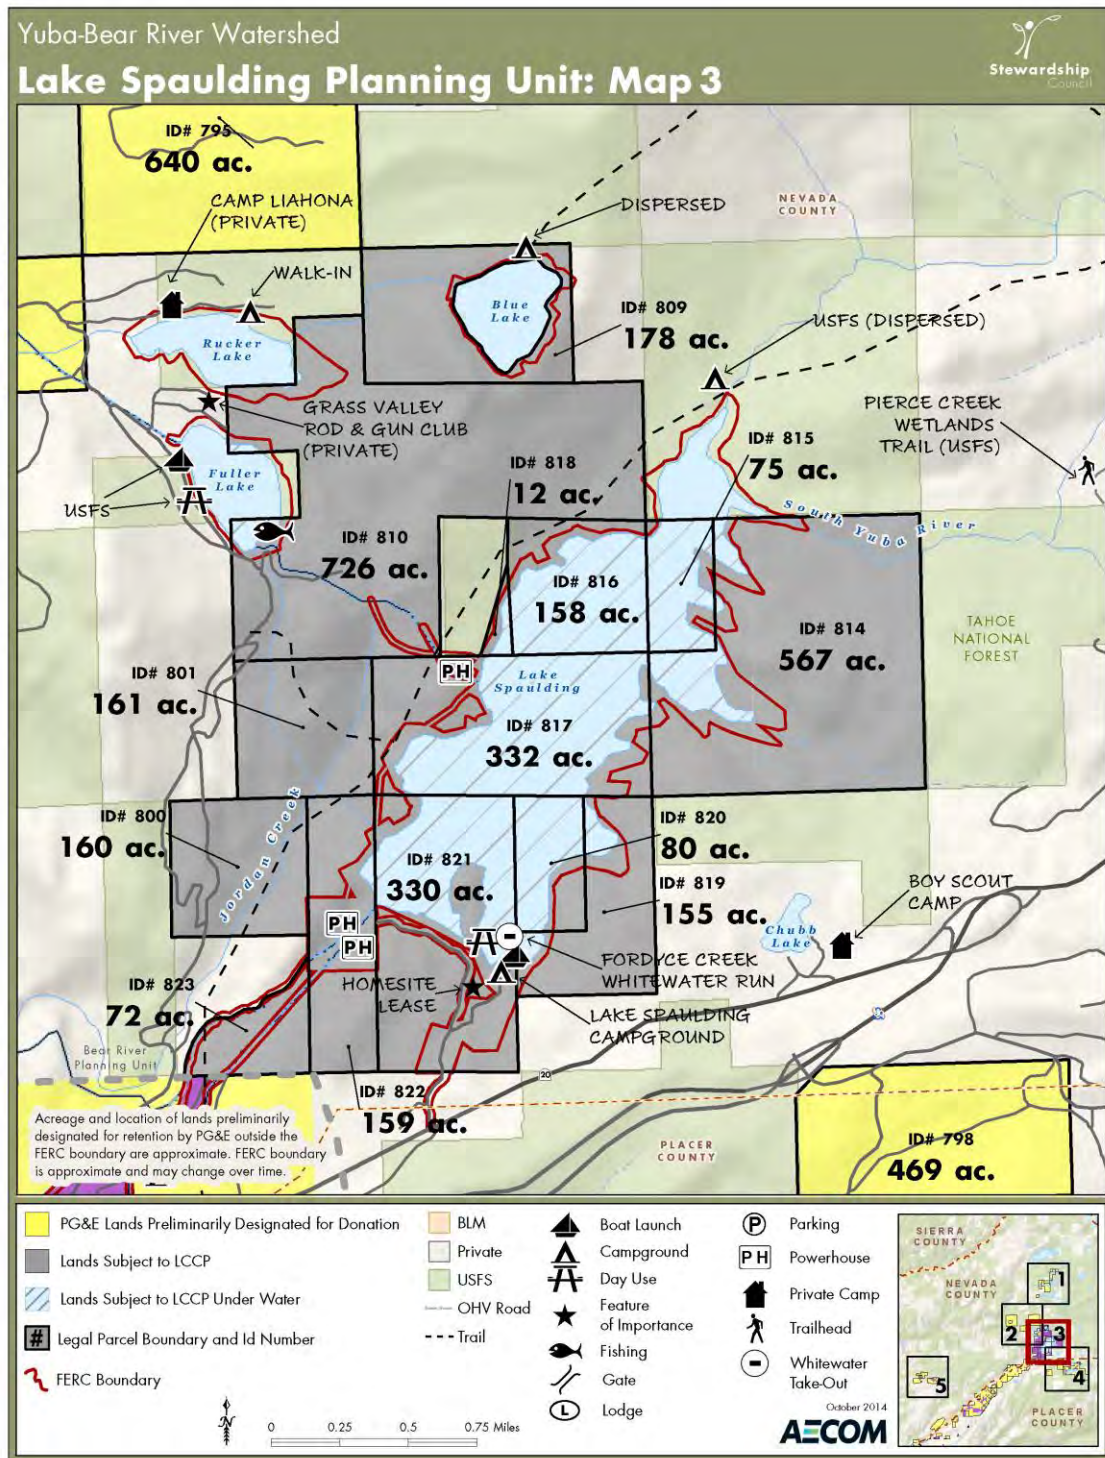 Yuba-Bear River Watershed
Lake Spaulding Planning Unit: Map 3
Stewardship
Council
ID# 795
640 ac.
CAMP LIAHONA
(PRIVATE)
WALK-IN
DISPERSED
NEVADA
COUNTY
Blue
Lake
ID# 809
178 ac.
USFS (DISPERSED)
Rucker
Lake
GRASS VALLEY
ROD & GUN CLUB
(PRIVATE)
PIERCE CREEK
WETLANDS
TRAIL (USFS)
ID# 815
75 ac.
ID# 818
12 ac.
Fuller
Lake
USFS
South Yuba River
ID# 810
726 ac.
ID# 816
158 ac.
ID# 814
567 ac.
TAHOE
NATIONAL
FOREST
ID# 801
161 ac.
PH
Lake
Spaulding
ID# 817
332 ac.
ID# 800
160 ac.
Jordan Creek
ID# 820
80 ac.
ID# 821
330 ac.
ID# 819
155 ac.
BOY SCOUT
CAMP
Chubb
Lake
PH
PH
FORDYCE CREEK
WHITEWATER RUN
HOMESITE
LEASE
LAKE SPAULDING
CAMPGROUND
ID# 823
72 ac.
Bear River
Planning Unit
20
ID# 822
159 ac.
Acreage and location of lands preliminarily
designated for retention by PG&E outside the
FERC boundary are approximate. FERC boundary
is approximate and may change over time.
PLACER
COUNTY
ID# 798
469 ac.
PG&E Lands Preliminarily Designated for Donation
Lands Subject to LCCP
Lands Subject to LCCP Under Water
# Legal Parcel Boundary and Id Number
FERC Boundary
BLM
Private
USFS
OHV Road
Trail
Boat Launch
Campground
Day Use
Feature
of Importance
Fishing
Gate
L Lodge
P Parking
PH Powerhouse
Private Camp
Trailhead
Whitewater
Take-Out
N
0 0.25 0.5 0.75 Miles
October 2014
AECOM
SIERRA
COUNTY
NEVADA
COUNTY
1
2
3
4
5
PLACER
COUNTY